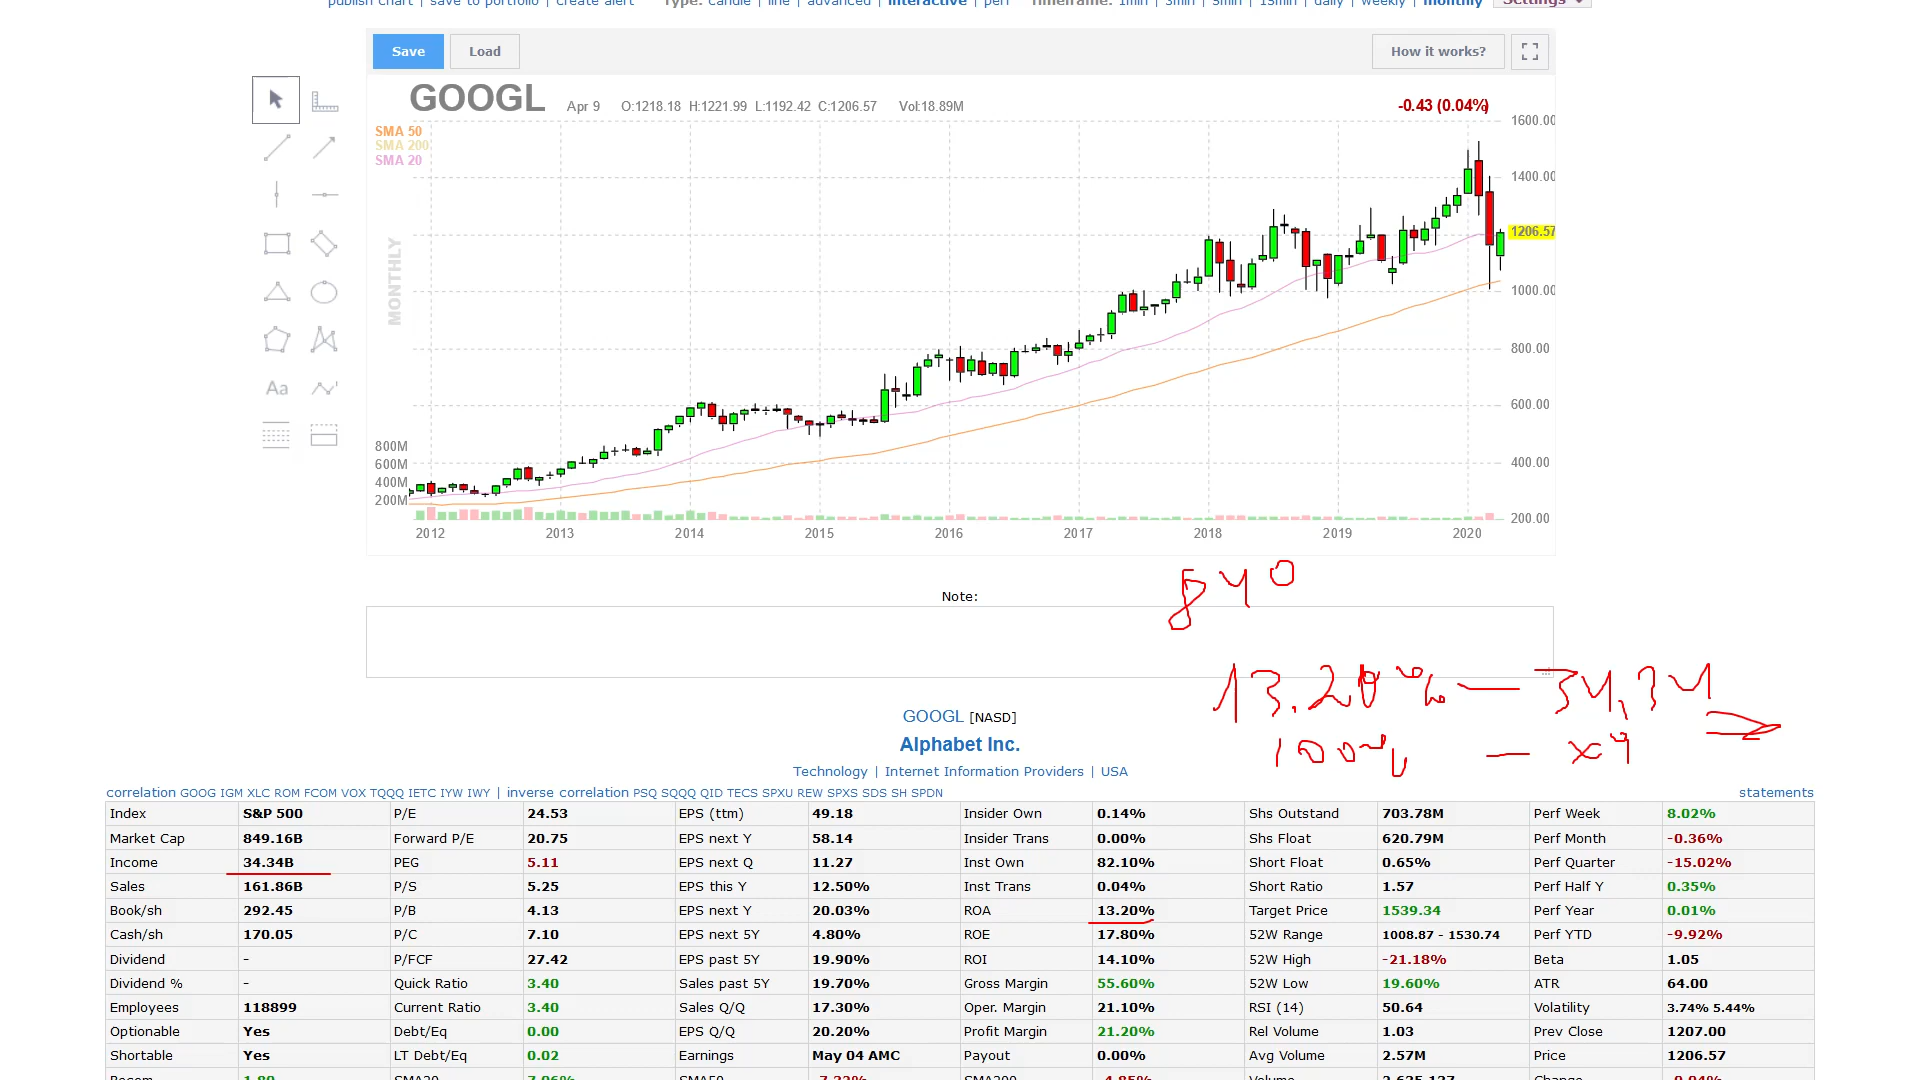 publish chart | save to portfolio | create alert Type: candle | line | advanced | interactive | perf Timeframe: 1min | 3min | 5min | 15min | daily | weekly | monthly Settings
Save Load How it works?
GOOGL Apr 9 O:1218.18 H:1221.99 L:1192.42 C:1206.57 Vol:18.89M -0.43 (0.04%)
SMA 50
SMA 200
SMA 20
MONTHLY
Aa
1600.00
1400.00
1206.57
1000.00
800.00
600.00
400.00
200.00
800M
600M
400M
200M
2012 2013 2014 2015 2016 2017 2018 2019 2020
Note:
13.20% — 34,34
100% — x
GOOGL [NASD]
Alphabet Inc.
Technology | Internet Information Providers | USA
correlation GOOG IGM XLC ROM FCOM VOX TQQQ IETC IYW IWY | inverse correlation PSQ SQQQ QID TECS SPXU REW SPXS SDS SH SPDN statements
Index S&P 500 P/E 24.53 EPS (ttm) 49.18 Insider Own 0.14% Shs Outstand 703.78M Perf Week 8.02%
Market Cap 849.16B Forward P/E 20.75 EPS next Y 58.14 Insider Trans 0.00% Shs Float 620.79M Perf Month -0.36%
Income 34.34B PEG 5.11 EPS next Q 11.27 Inst Own 82.10% Short Float 0.65% Perf Quarter -15.02%
Sales 161.86B P/S 5.25 EPS this Y 12.50% Inst Trans 0.04% Short Ratio 1.57 Perf Half Y 0.35%
Book/sh 292.45 P/B 4.13 EPS next Y 20.03% ROA 13.20% Target Price 1539.34 Perf Year 0.01%
Cash/sh 170.05 P/C 7.10 EPS next 5Y 4.80% ROE 17.80% 52W Range 1008.87 - 1530.74 Perf YTD -9.92%
Dividend - P/FCF 27.42 EPS past 5Y 19.90% ROI 14.10% 52W High -21.18% Beta 1.05
Dividend % - Quick Ratio 3.40 Sales past 5Y 19.70% Gross Margin 55.60% 52W Low 19.60% ATR 64.00
Employees 118899 Current Ratio 3.40 Sales Q/Q 17.30% Oper. Margin 21.10% RSI (14) 50.64 Volatility 3.74% 5.44%
Optionable Yes Debt/Eq 0.00 EPS Q/Q 20.20% Profit Margin 21.20% Rel Volume 1.03 Prev Close 1207.00
Shortable Yes LT Debt/Eq 0.02 Earnings May 04 AMC Payout 0.00% Avg Volume 2.57M Price 1206.57